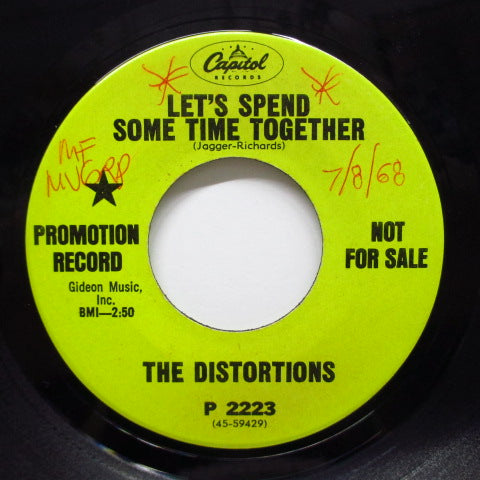 Capitol
RECORDS
LET'S SPEND
SOME TIME TOGETHER
(Jagger-Richards)
MF
7/8/68
PROMOTION
RECORD
NOT
FOR SALE
Gideon Music,
Inc.
BMI—2:50
THE DISTORTIONS
P 2223
(45-59429)